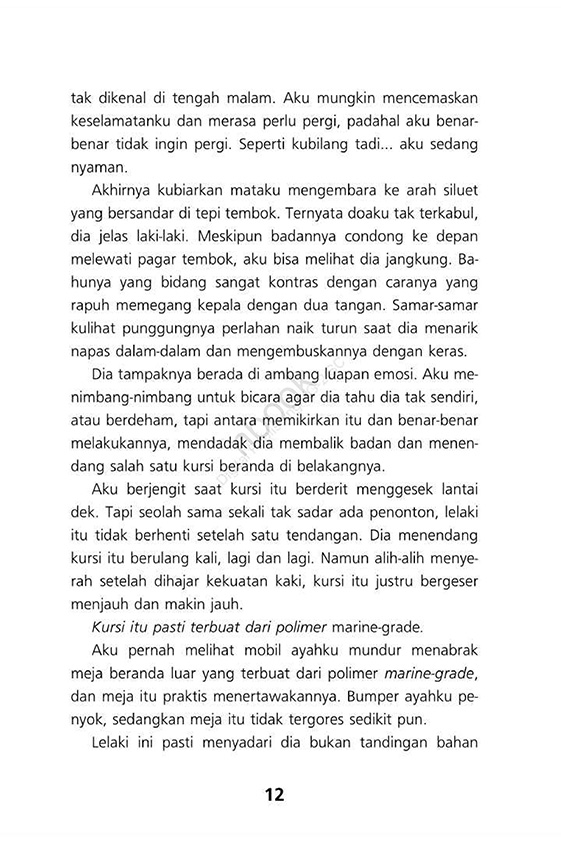 tak dikenal di tengah malam. Aku mungkin mencemaskan
keselamatanku dan merasa perlu pergi, padahal aku benar-
benar tidak ingin pergi. Seperti kubilang tadi... aku sedang
nyaman.
Akhirnya kubiarkan mataku mengembara ke arah siluet
yang bersandar di tepi tembok. Ternyata doaku tak terkabul,
dia jelas laki-laki. Meskipun badannya condong ke depan
melewati pagar tembok, aku bisa melihat dia jangkung. Ba-
hunya yang bidang sangat kontras dengan caranya yang
rapuh memegang kepala dengan dua tangan. Samar-samar
kulihat punggungnya perlahan naik turun saat dia menarik
napas dalam-dalam dan mengembuskannya dengan keras.
Dia tampaknya berada di ambang luapan emosi. Aku me-
nimbang-nimbang untuk bicara agar dia tahu dia tak sendiri,
atau berdeham, tapi antara memikirkan itu dan benar-benar
melakukannya, mendadak dia membalik badan dan menen-
dang salah satu kursi beranda di belakangnya.
Aku berjengit saat kursi itu berderit menggesek lantai
dek. Tapi seolah sama sekali tak sadar ada penonton, lelaki
itu tidak berhenti setelah satu tendangan. Dia menendang
kursi itu berulang kali, lagi dan lagi. Namun alih-alih menye-
rah setelah dihajar kekuatan kaki, kursi itu justru bergeser
menjauh dan makin jauh.
Kursi itu pasti terbuat dari polimer marine-grade.
Aku pernah melihat mobil ayahku mundur menabrak
meja beranda luar yang terbuat dari polimer marine-grade,
dan meja itu praktis menertawakannya. Bumper ayahku pe-
nyok, sedangkan meja itu tidak tergores sedikit pun.
Lelaki ini pasti menyadari dia bukan tandingan bahan
12